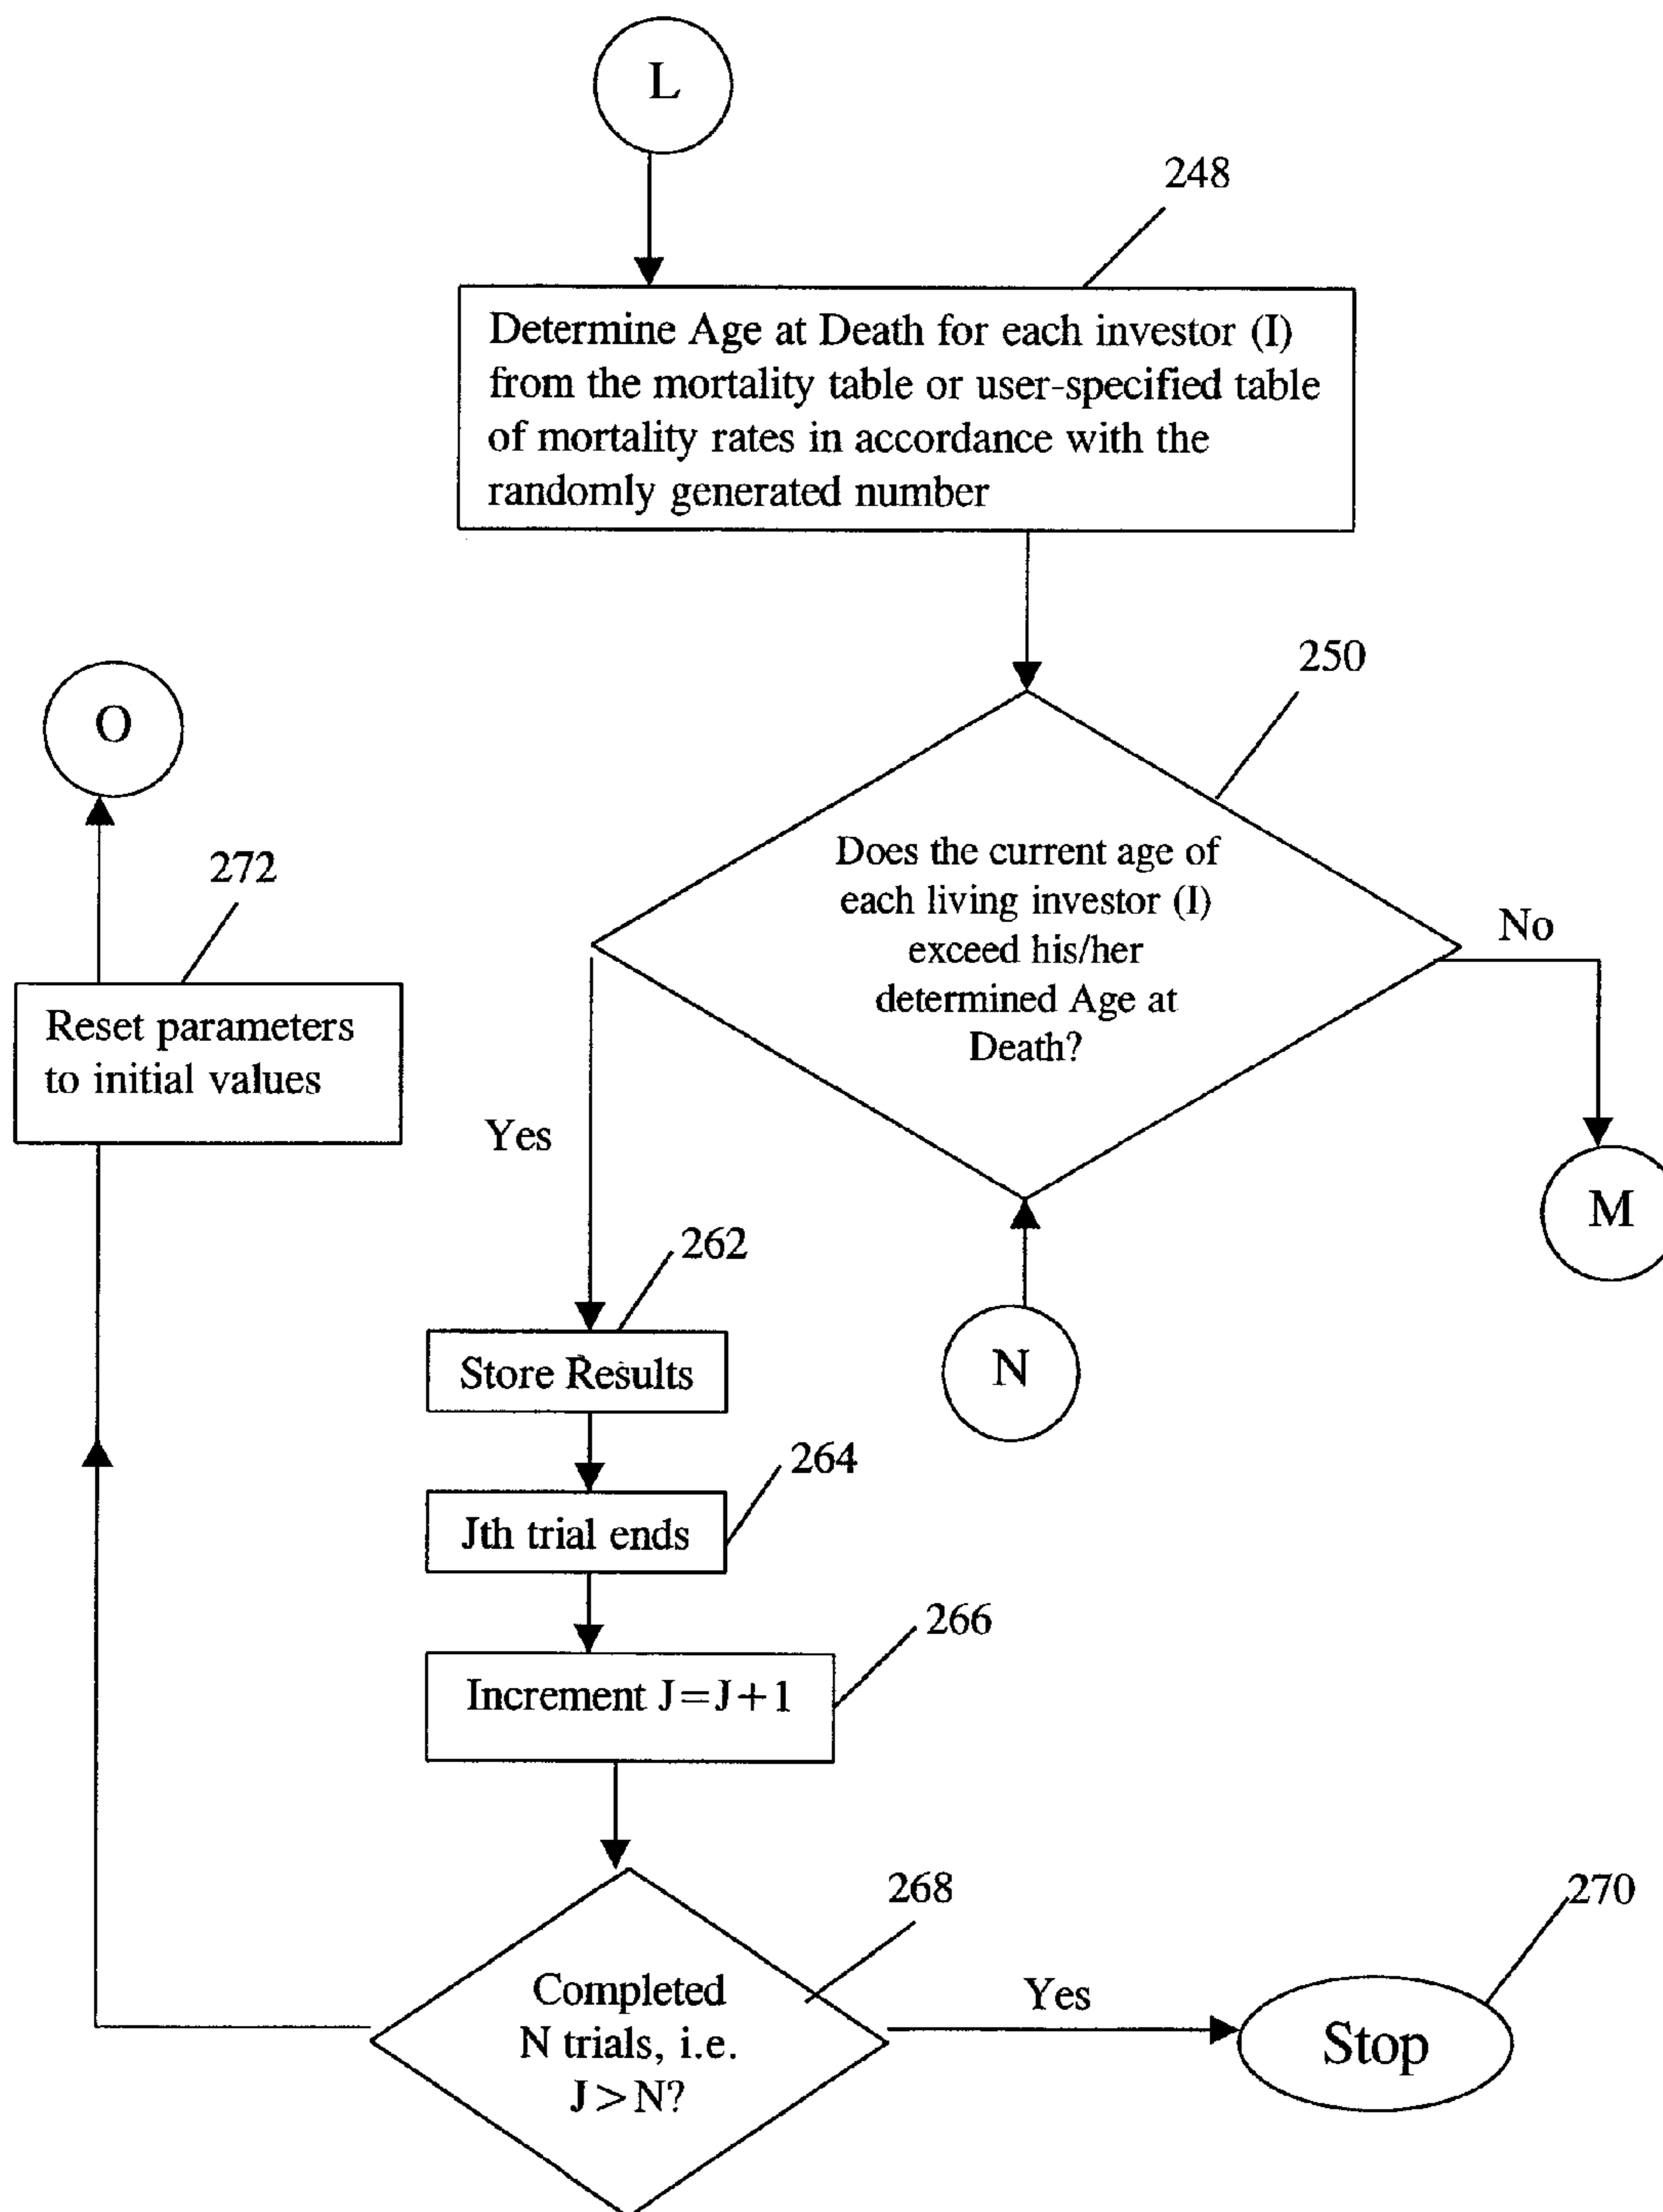 L
248
Determine Age at Death for each investor (I)
from the mortality table or user-specified table
of mortality rates in accordance with the
randomly generated number
250
O
Does the current age of
each living investor (I)
exceed his/her
determined Age at
Death?
No
272
Reset parameters
to initial values
Yes
M
262
Store Results
N
264
Jth trial ends
266
Increment J=J+1
268
270
Completed
N trials, i.e.
J>N?
Yes
Stop